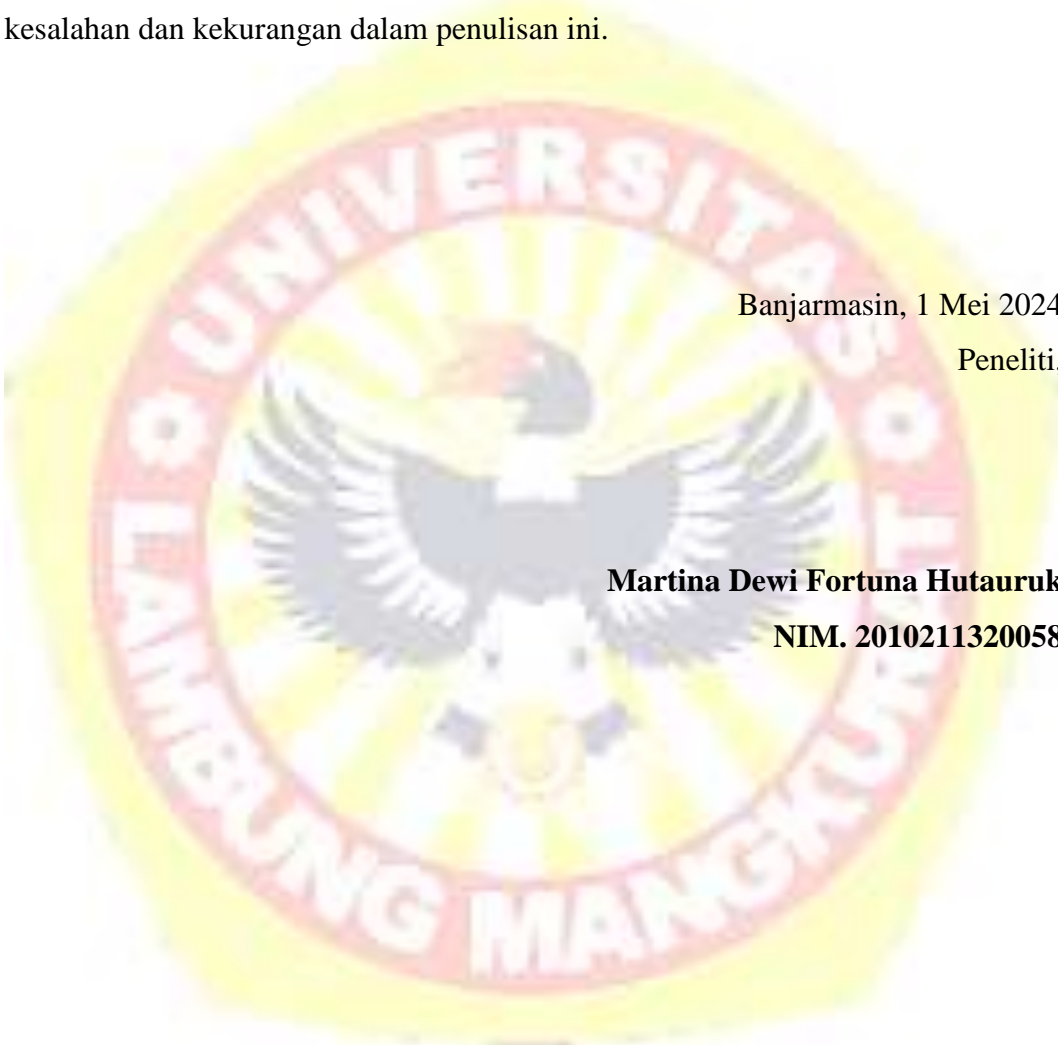 kesalahan dan kekurangan dalam penulisan ini.
UNIVERSITAS
LAMBUNG MANGKURAT
Banjarmasin, 1 Mei 2024
Peneliti.
Martina Dewi Fortuna Hutauruk
NIM. 2010211320058